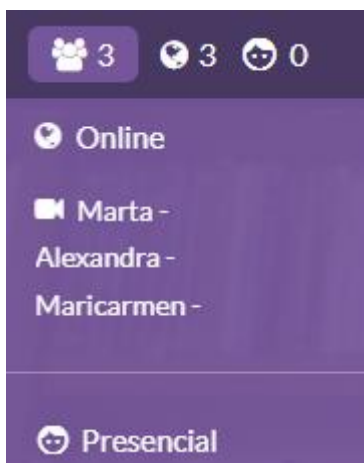 3 3 0
Online
Marta -
Alexandra -
Maricarmen -
Presencial